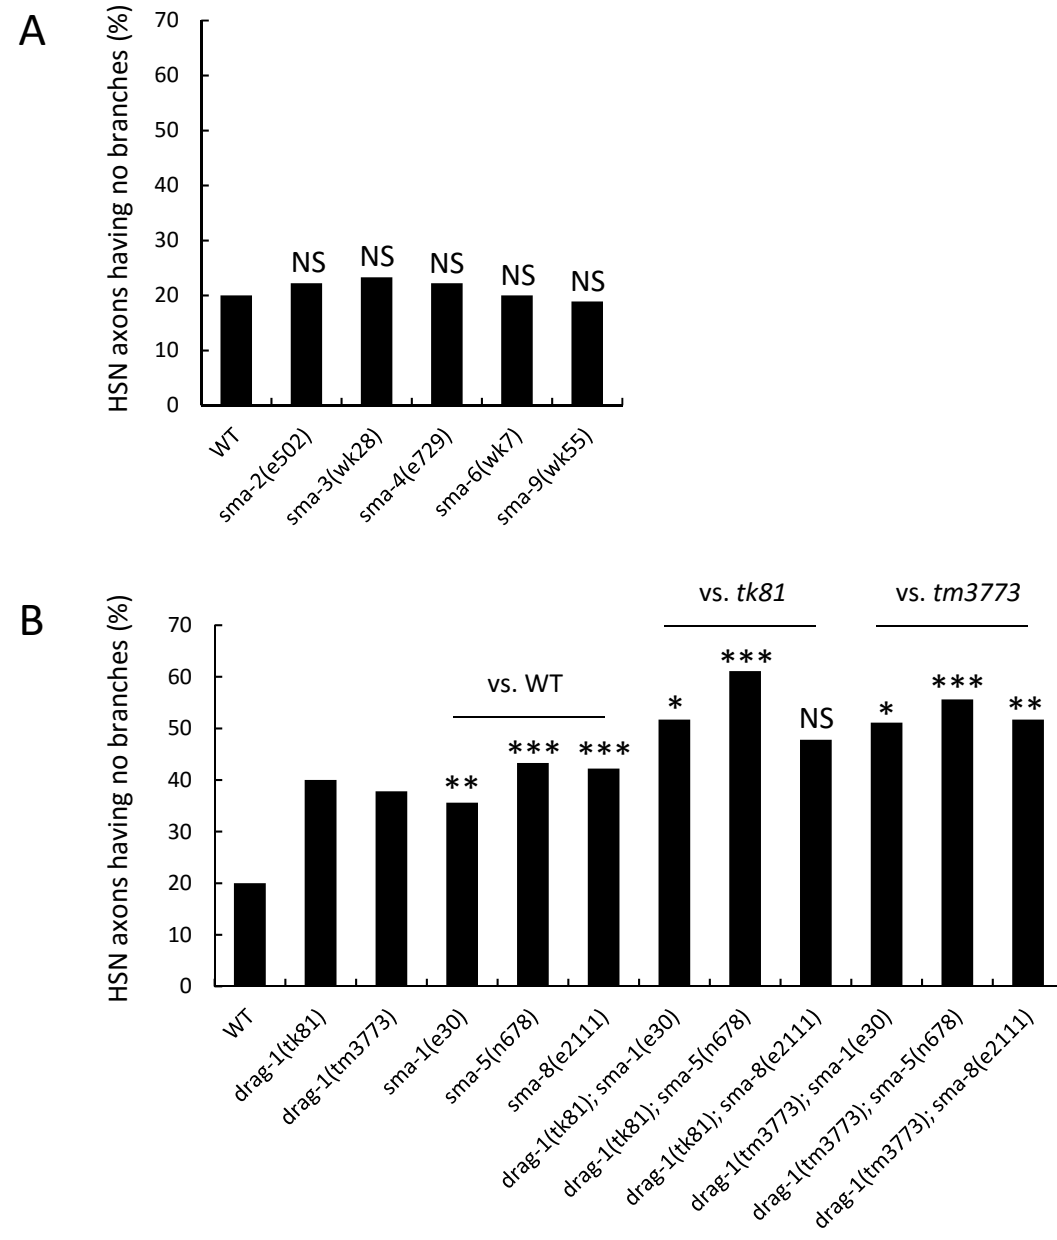 A
HSN axons having no branches (%)
70
60
50
40
30
20
10
0
NS
NS
NS
NS
NS
WT
sma-2(e502)
sma-3(wk28)
sma-4(e729)
sma-6(wk7)
sma-9(wk55)
B
HSN axons having no branches (%)
70
60
50
40
30
20
10
0
vs. WT
vs. tk81
vs. tm3773
**
***
***
*
***
NS
*
***
**
WT
drag-1(tk81)
drag-1(tm3773)
sma-1(e30)
sma-5(n678)
sma-8(e2111)
drag-1(tk81); sma-1(e30)
drag-1(tk81); sma-5(n678)
drag-1(tk81); sma-8(e2111)
drag-1(tm3773); sma-1(e30)
drag-1(tm3773); sma-5(n678)
drag-1(tm3773); sma-8(e2111)